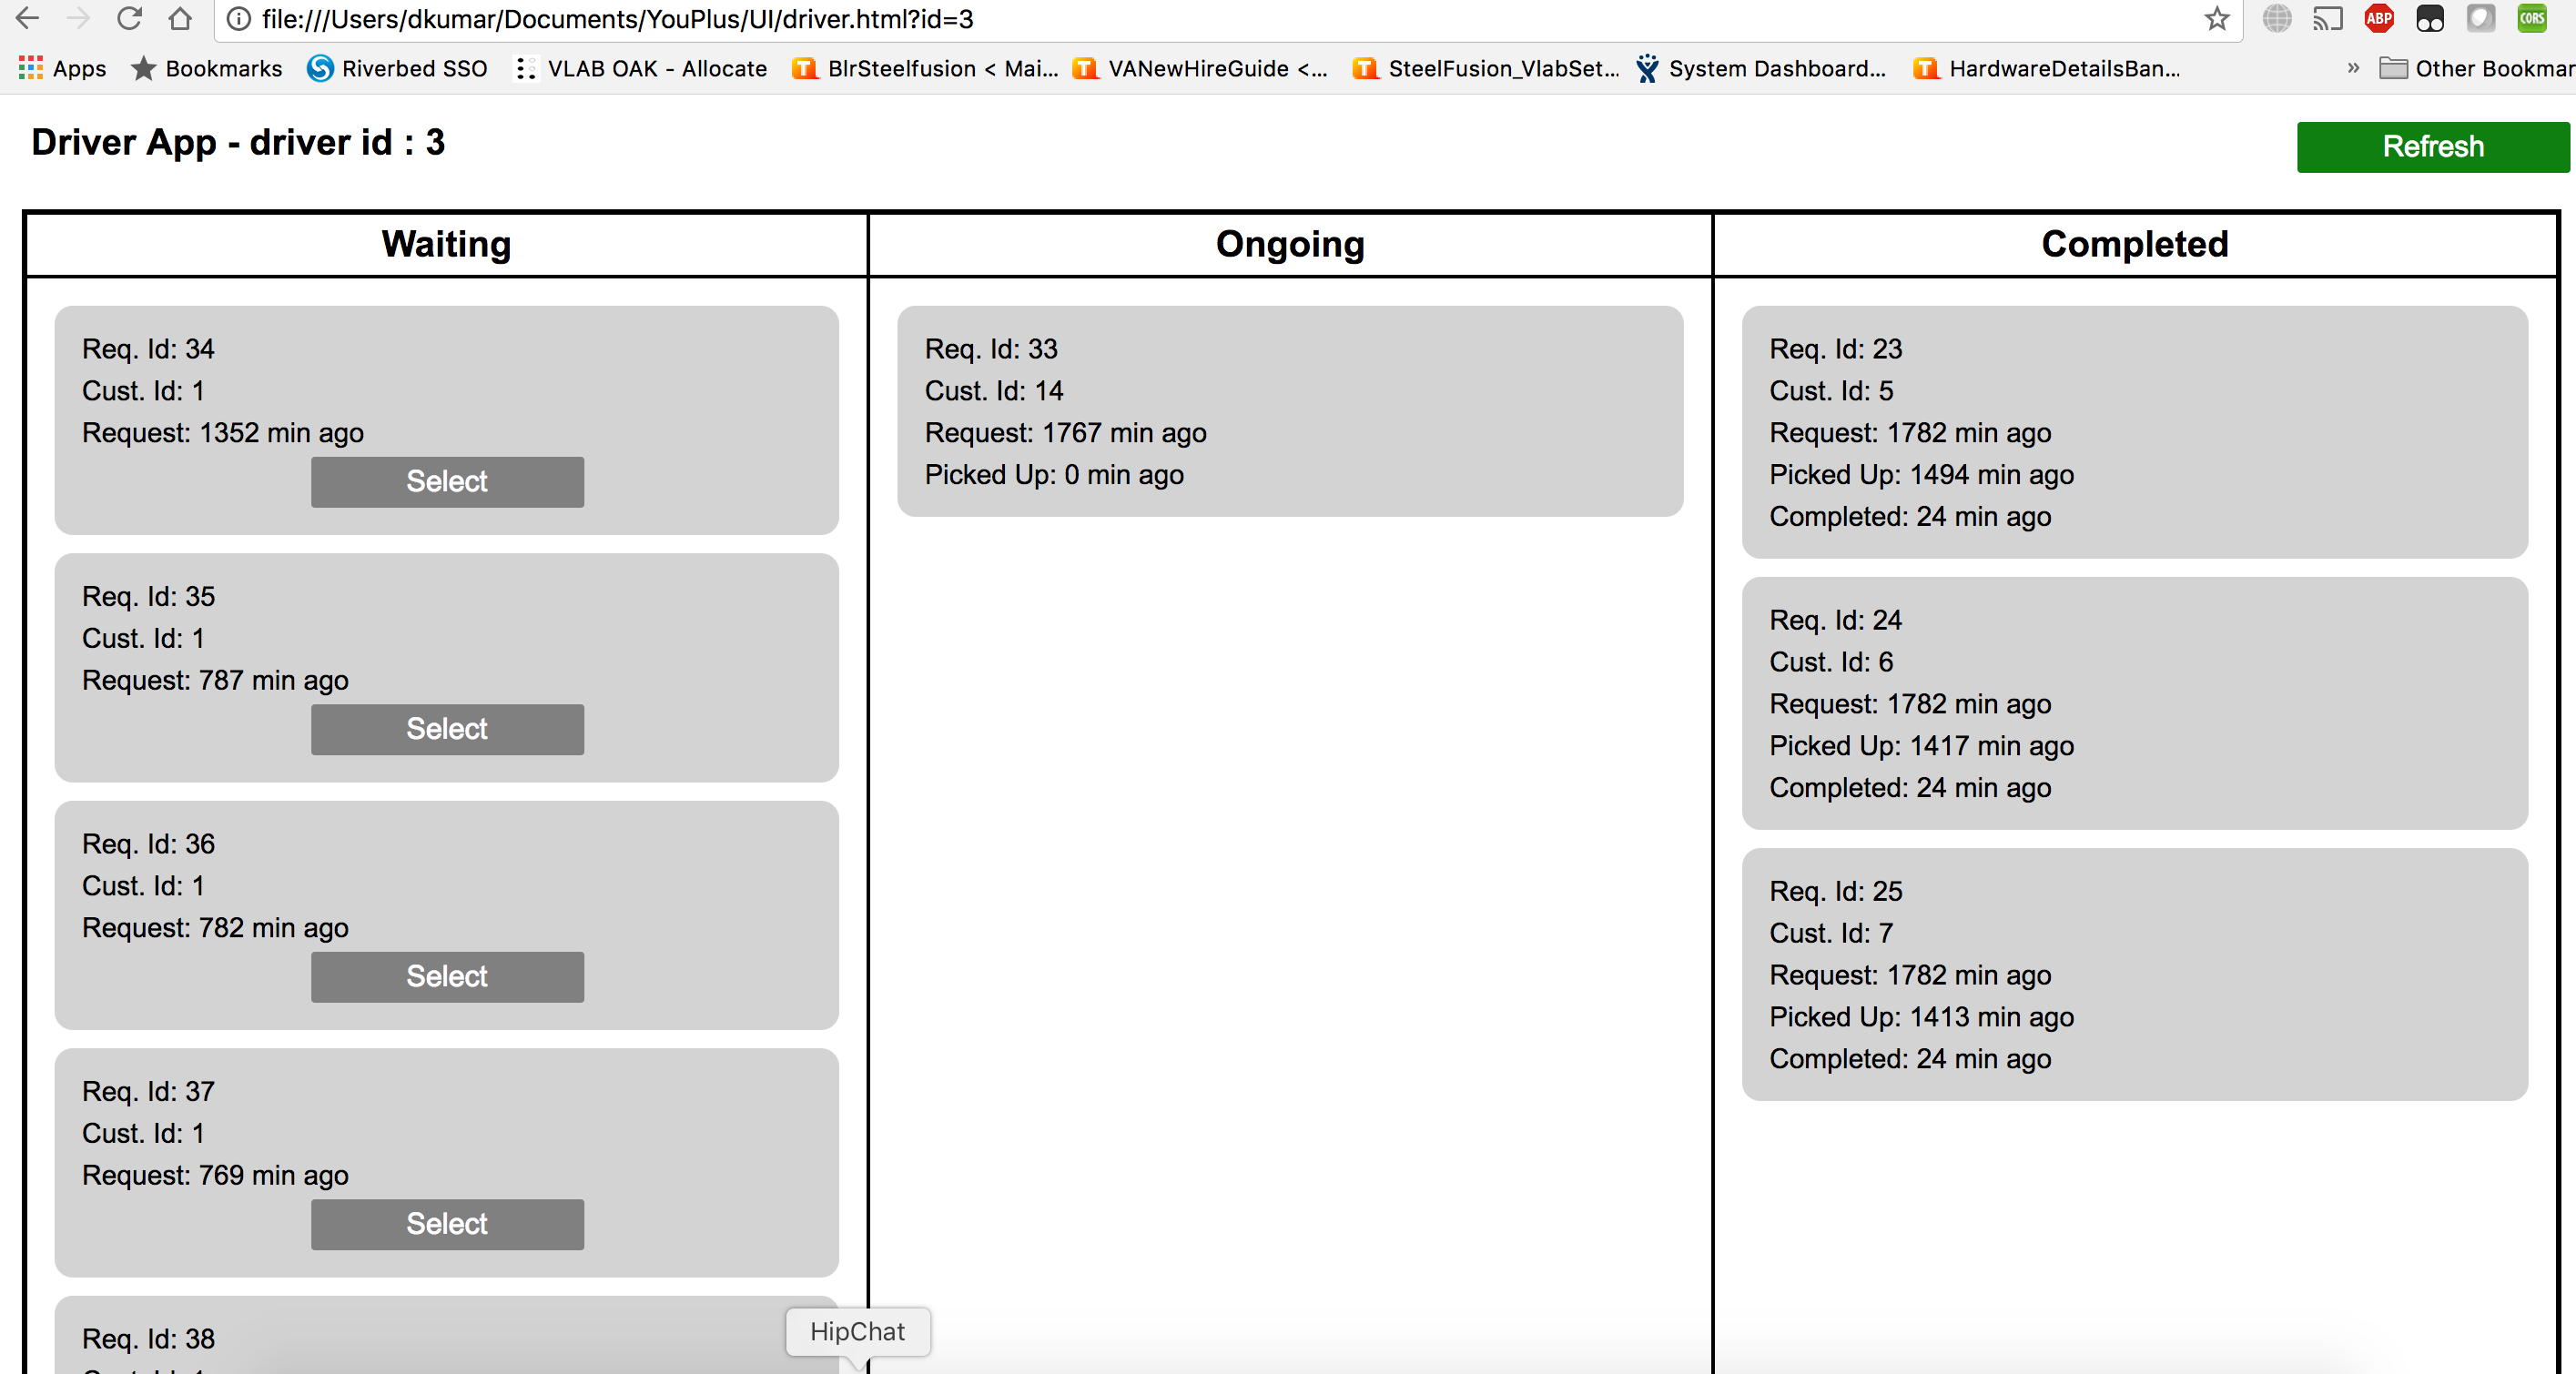 file:///Users/dkumar/Documents/YouPlus/UI/driver.html?id=3
ABP
CORS
Apps
Bookmarks
Riverbed SSO
VLAB OAK - Allocate
BlrSteelfusion < Mai...
VANewHireGuide <...
SteelFusion_VlabSet...
System Dashboard...
HardwareDetailsBan...
»
Other Bookmar
Driver App - driver id : 3
Refresh
Waiting
Req. Id: 34
Cust. Id: 1
Request: 1352 min ago
Select
Req. Id: 35
Cust. Id: 1
Request: 787 min ago
Select
Req. Id: 36
Cust. Id: 1
Request: 782 min ago
Select
Req. Id: 37
Cust. Id: 1
Request: 769 min ago
Select
Req. Id: 38
Ongoing
Req. Id: 33
Cust. Id: 14
Request: 1767 min ago
Picked Up: 0 min ago
Completed
Req. Id: 23
Cust. Id: 5
Request: 1782 min ago
Picked Up: 1494 min ago
Completed: 24 min ago
Req. Id: 24
Cust. Id: 6
Request: 1782 min ago
Picked Up: 1417 min ago
Completed: 24 min ago
Req. Id: 25
Cust. Id: 7
Request: 1782 min ago
Picked Up: 1413 min ago
Completed: 24 min ago
HipChat